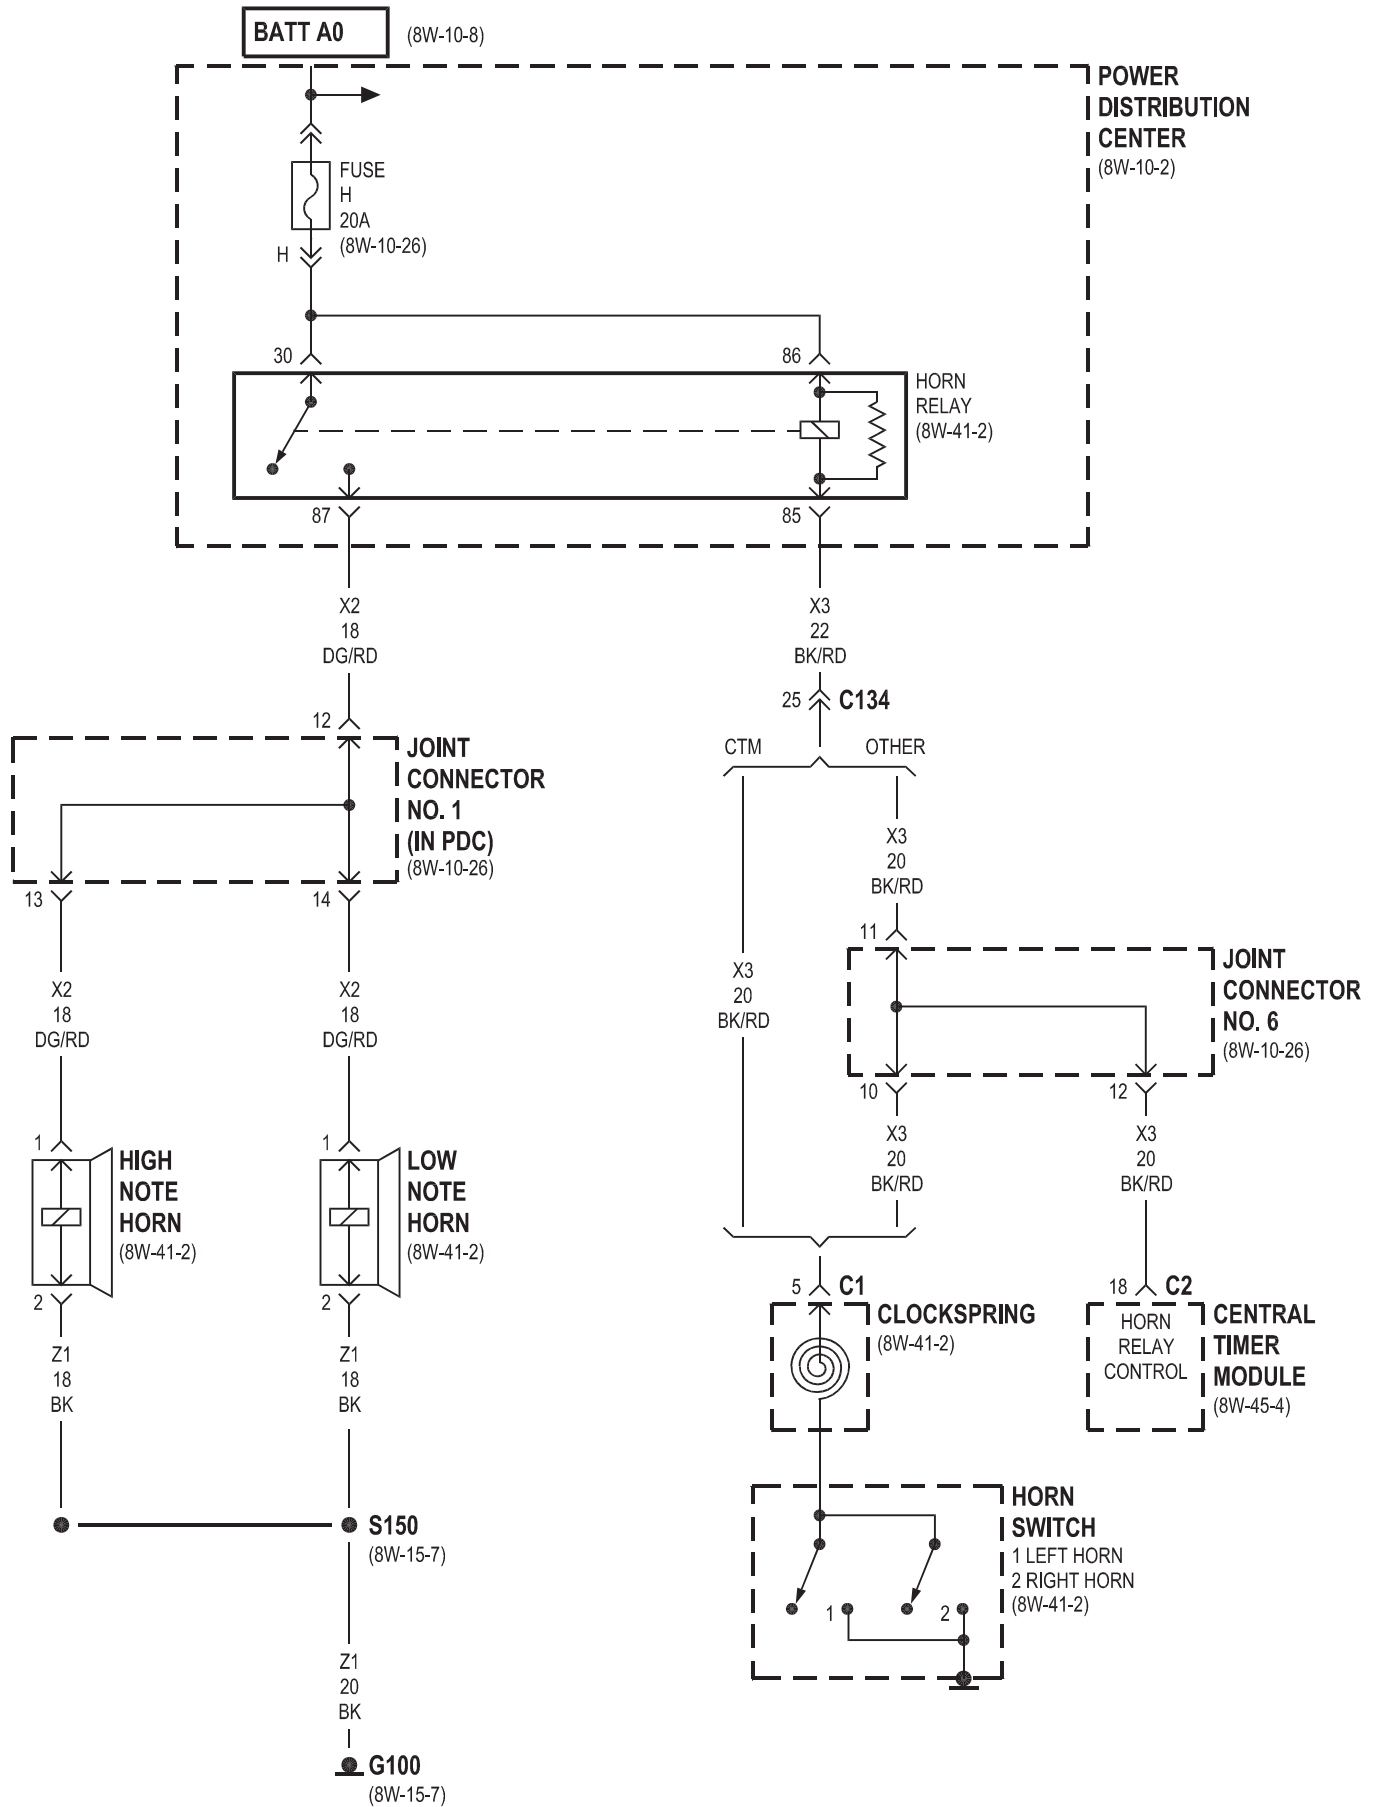 BATT A0
(8W-10-8)
POWER
DISTRIBUTION
CENTER
(8W-10-2)
FUSE
H
20A
(8W-10-26)
H
30
86
HORN
RELAY
(8W-41-2)
87
85
X2
18
DG/RD
X3
22
BK/RD
25
C134
12
CTM
OTHER
JOINT
CONNECTOR
NO. 1
(IN PDC)
(8W-10-26)
X3
20
BK/RD
13
14
11
JOINT
CONNECTOR
NO. 6
(8W-10-26)
X2
18
DG/RD
X2
18
DG/RD
X3
20
BK/RD
10
12
X3
20
BK/RD
X3
20
BK/RD
1
HIGH
NOTE
HORN
(8W-41-2)
1
LOW
NOTE
HORN
(8W-41-2)
2
2
5
C1
CLOCKSPRING
(8W-41-2)
18
C2
HORN
RELAY
CONTROL
CENTRAL
TIMER
MODULE
(8W-45-4)
Z1
18
BK
Z1
18
BK
S150
(8W-15-7)
HORN
SWITCH
1 LEFT HORN
2 RIGHT HORN
(8W-41-2)
1
2
Z1
20
BK
G100
(8W-15-7)